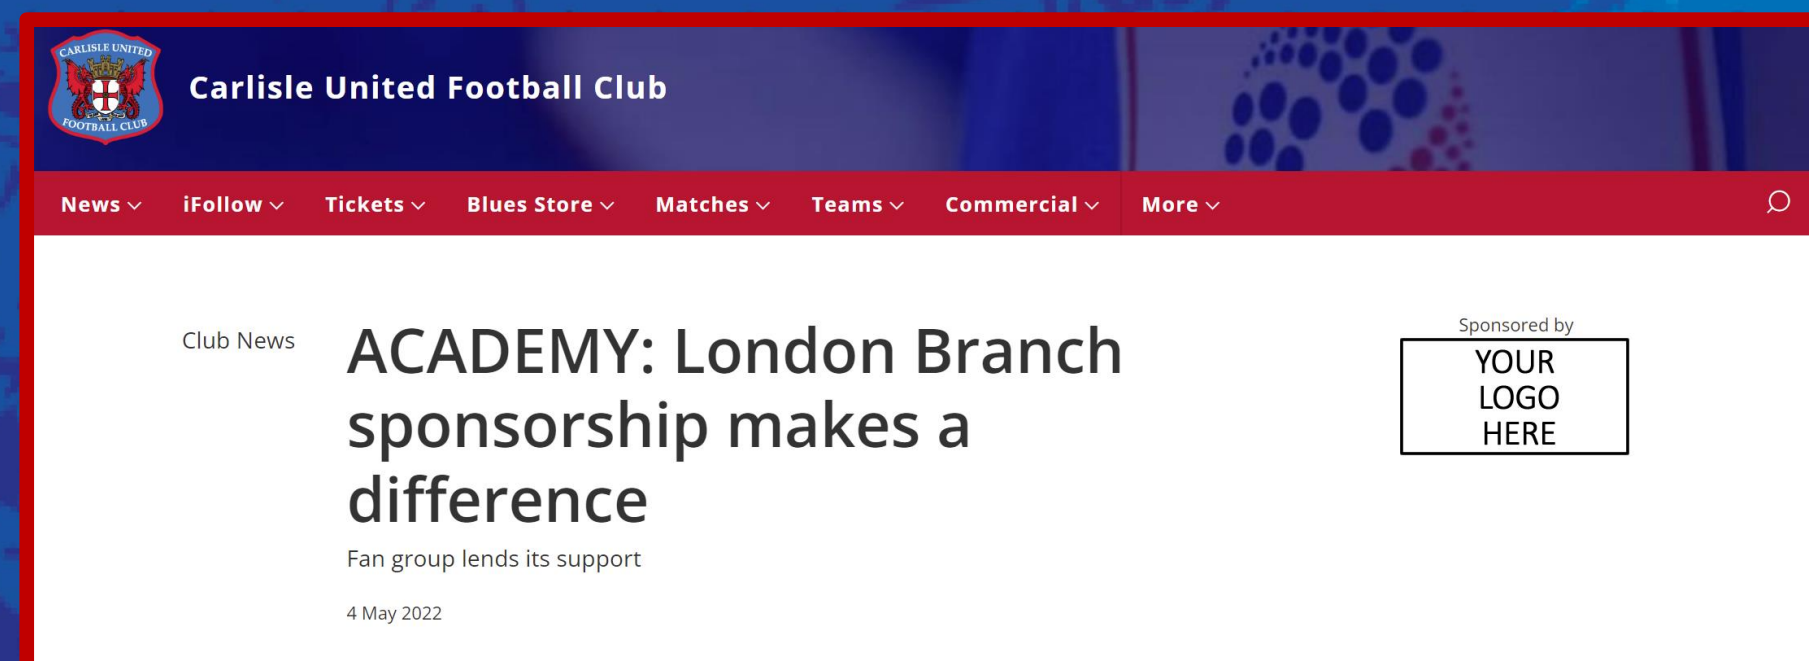 CARLISLE UNITED
FOOTBALL CLUB
Carlisle United Football Club
News iFollow Tickets Blues Store Matches Teams Commercial More
Club News
ACADEMY: London Branch
sponsorship makes a
difference
Fan group lends its support
4 May 2022
Sponsored by
YOUR
LOGO
HERE